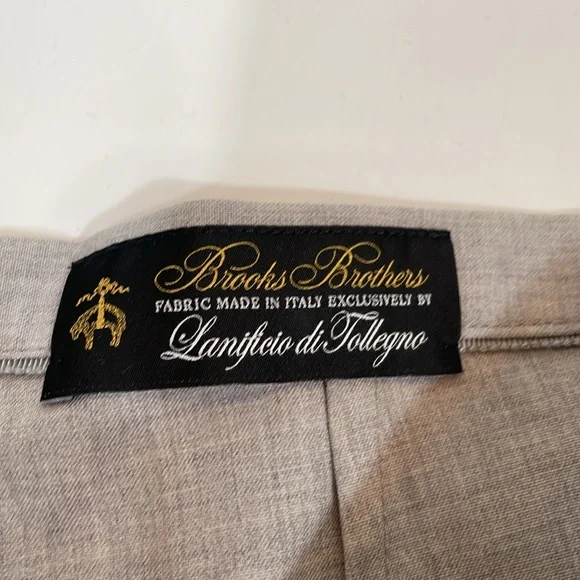 Brooks Brothers
FABRIC MADE IN ITALY EXCLUSIVELY BY
Lanificio di Tollegno